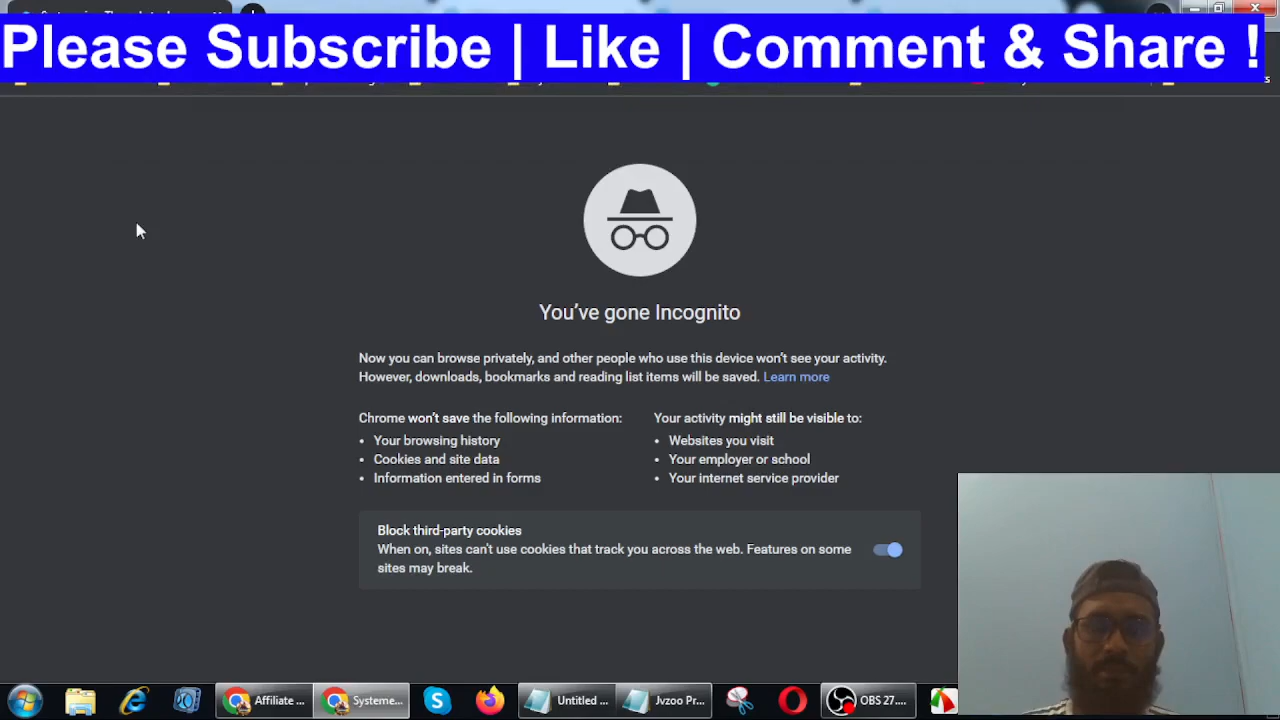 Please Subscribe | Like | Comment & Share !
You've gone Incognito
Now you can browse privately, and other people who use this device won't see your activity.
However, downloads, bookmarks and reading list items will be saved. Learn more
Chrome won't save the following information:
• Your browsing history
• Cookies and site data
• Information entered in forms
Your activity might still be visible to:
• Websites you visit
• Your employer or school
• Your internet service provider
Block third-party cookies
When on, sites can't use cookies that track you across the web. Features on some
sites may break.
Affiliate ...
Systeme...
Untitled ...
Jvzoo Pr...
OBS 27....